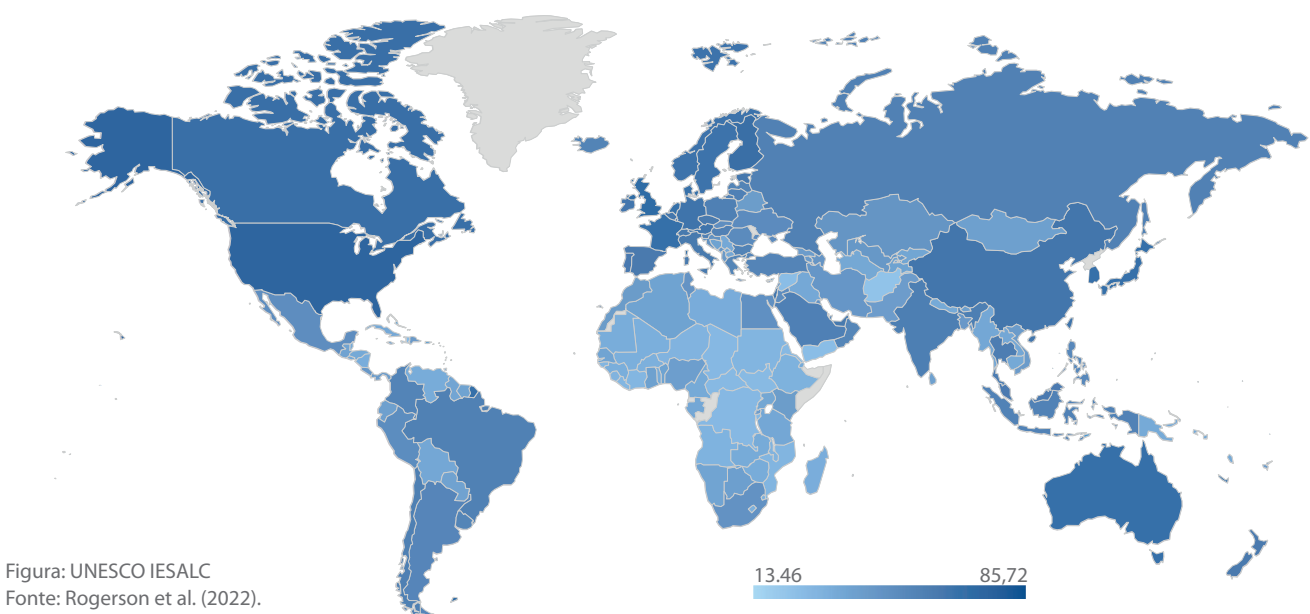 Figura: UNESCO IESALC
Fonte: Rogerson et al. (2022).
13.46 85,72